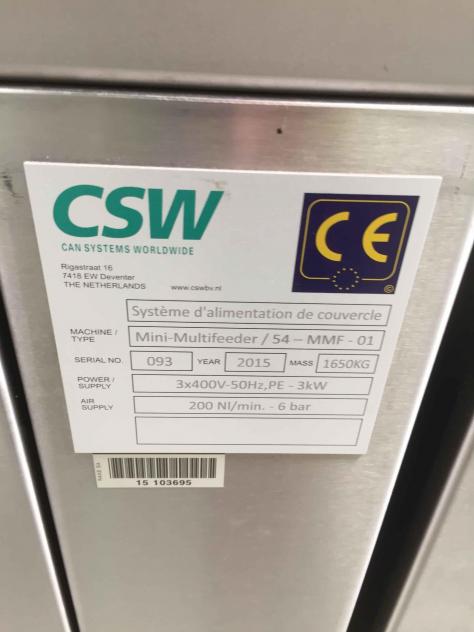 CSW
CAN SYSTEMS WORLDWIDE
CE
Rigastraat 16
7418 EW Deventer
THE NETHERLANDS www.cswbv.nl
©
Système d'alimentation de couvercle
MACHINE / TYPE Mini-Multifeeder / 54 – MMF - 01
SERIAL NO. 093 YEAR 2015 MASS 1650KG
POWER / SUPPLY 3x400V-50Hz,PE - 3kW
AIR SUPPLY 200 Nl/min. - 6 bar
15 103695